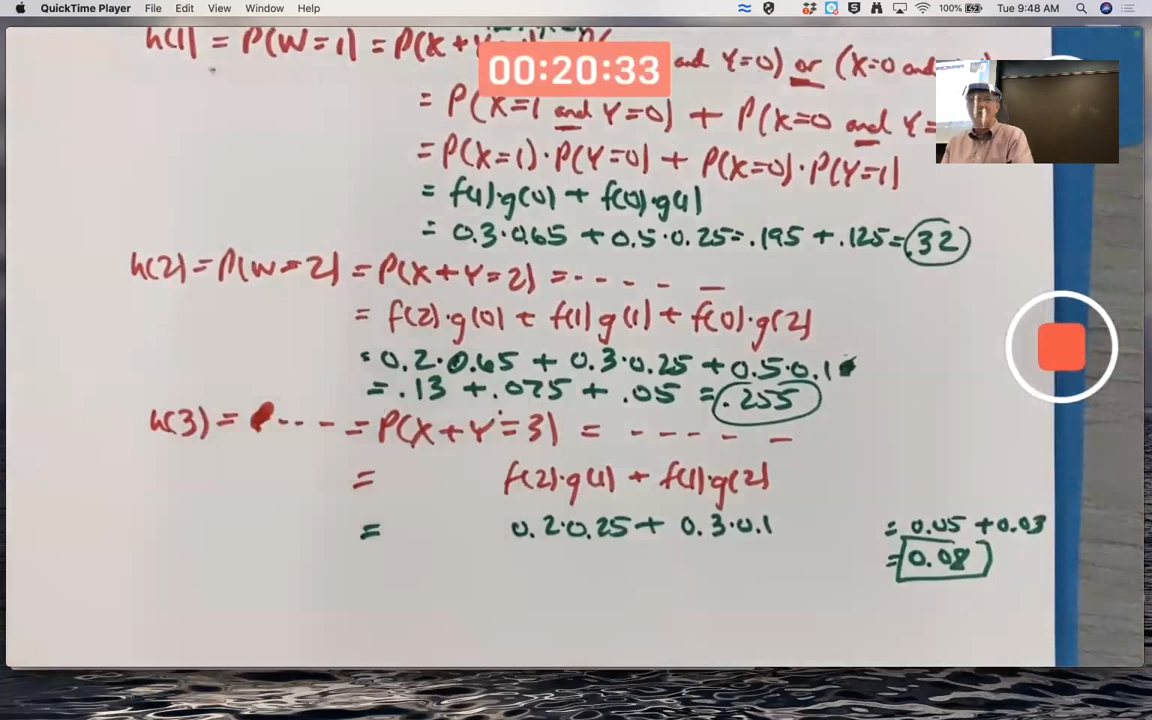 QuickTime Player File Edit View Window Help 100% Tue 9:48 AM
h(1) = P(W=1) = P(X+Y
00:20:33
and Y=0) or (X=0 and
= P(X=1 and Y=0) + P(X=0 and Y=
= P(X=1)·P(Y=0) + P(X=0)·P(Y=1)
= f(1)·g(0) + f(0)·g(1)
= 0.3·0.65 + 0.5·0.25 = .195 + .125 = .32
h(2) = P(W=2) = P(X+Y=2) = - - - - -
= f(2)·g(0) + f(1)g(1) + f(0)·g(2)
= 0.2·0.65 + 0.3·0.25 + 0.5·0.1
= .13 + .075 + .05 = .255
h(3) = - - - = P(X+Y=3) = - - - - -
= f(2)·g(1) + f(1)·g(2)
= 0.2·0.25 + 0.3·0.1 = 0.05 + 0.03
= 0.08